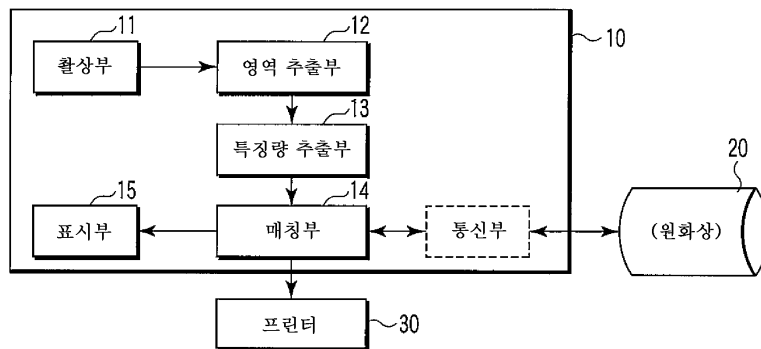 11
촬상부
12
영역 추출부
10
13
특징량 추출부
15
표시부
14
매칭부
통신부
20
(원화상)
프린터
30